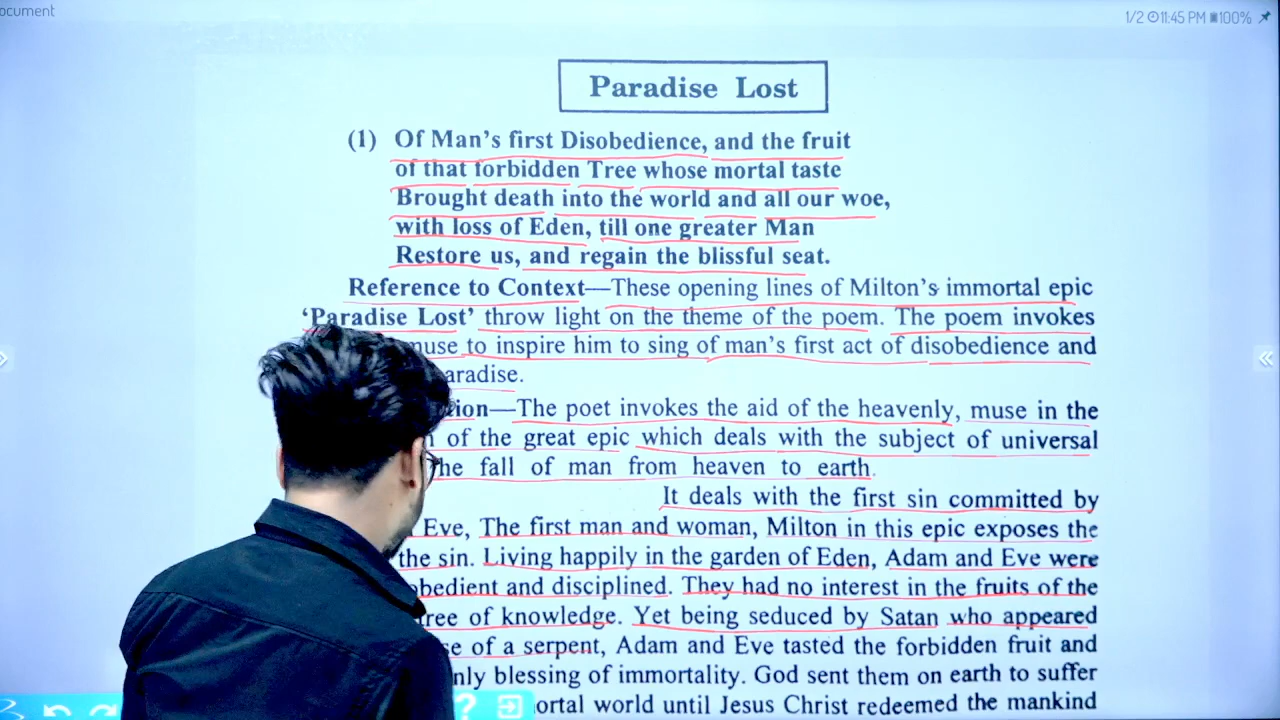 ocument
1/2 11:45 PM 100%
Paradise Lost
(1) Of Man's first Disobedience, and the fruit
of that forbidden Tree whose mortal taste
Brought death into the world and all our woe,
with loss of Eden, till one greater Man
Restore us, and regain the blissful seat.
Reference to Context—These opening lines of Milton's immortal epic
'Paradise Lost' throw light on the theme of the poem. The poem invokes
muse to inspire him to sing of man's first act of disobedience and
aradise.
tion—The poet invokes the aid of the heavenly, muse in the
of the great epic which deals with the subject of universal
the fall of man from heaven to earth.
It deals with the first sin committed by
Eve, The first man and woman, Milton in this epic exposes the
the sin. Living happily in the garden of Eden, Adam and Eve were
obedient and disciplined. They had no interest in the fruits of the
tree of knowledge. Yet being seduced by Satan who appeared
se of a serpent, Adam and Eve tasted the forbidden fruit and
nly blessing of immortality. God sent them on earth to suffer
ortal world until Jesus Christ redeemed the mankind